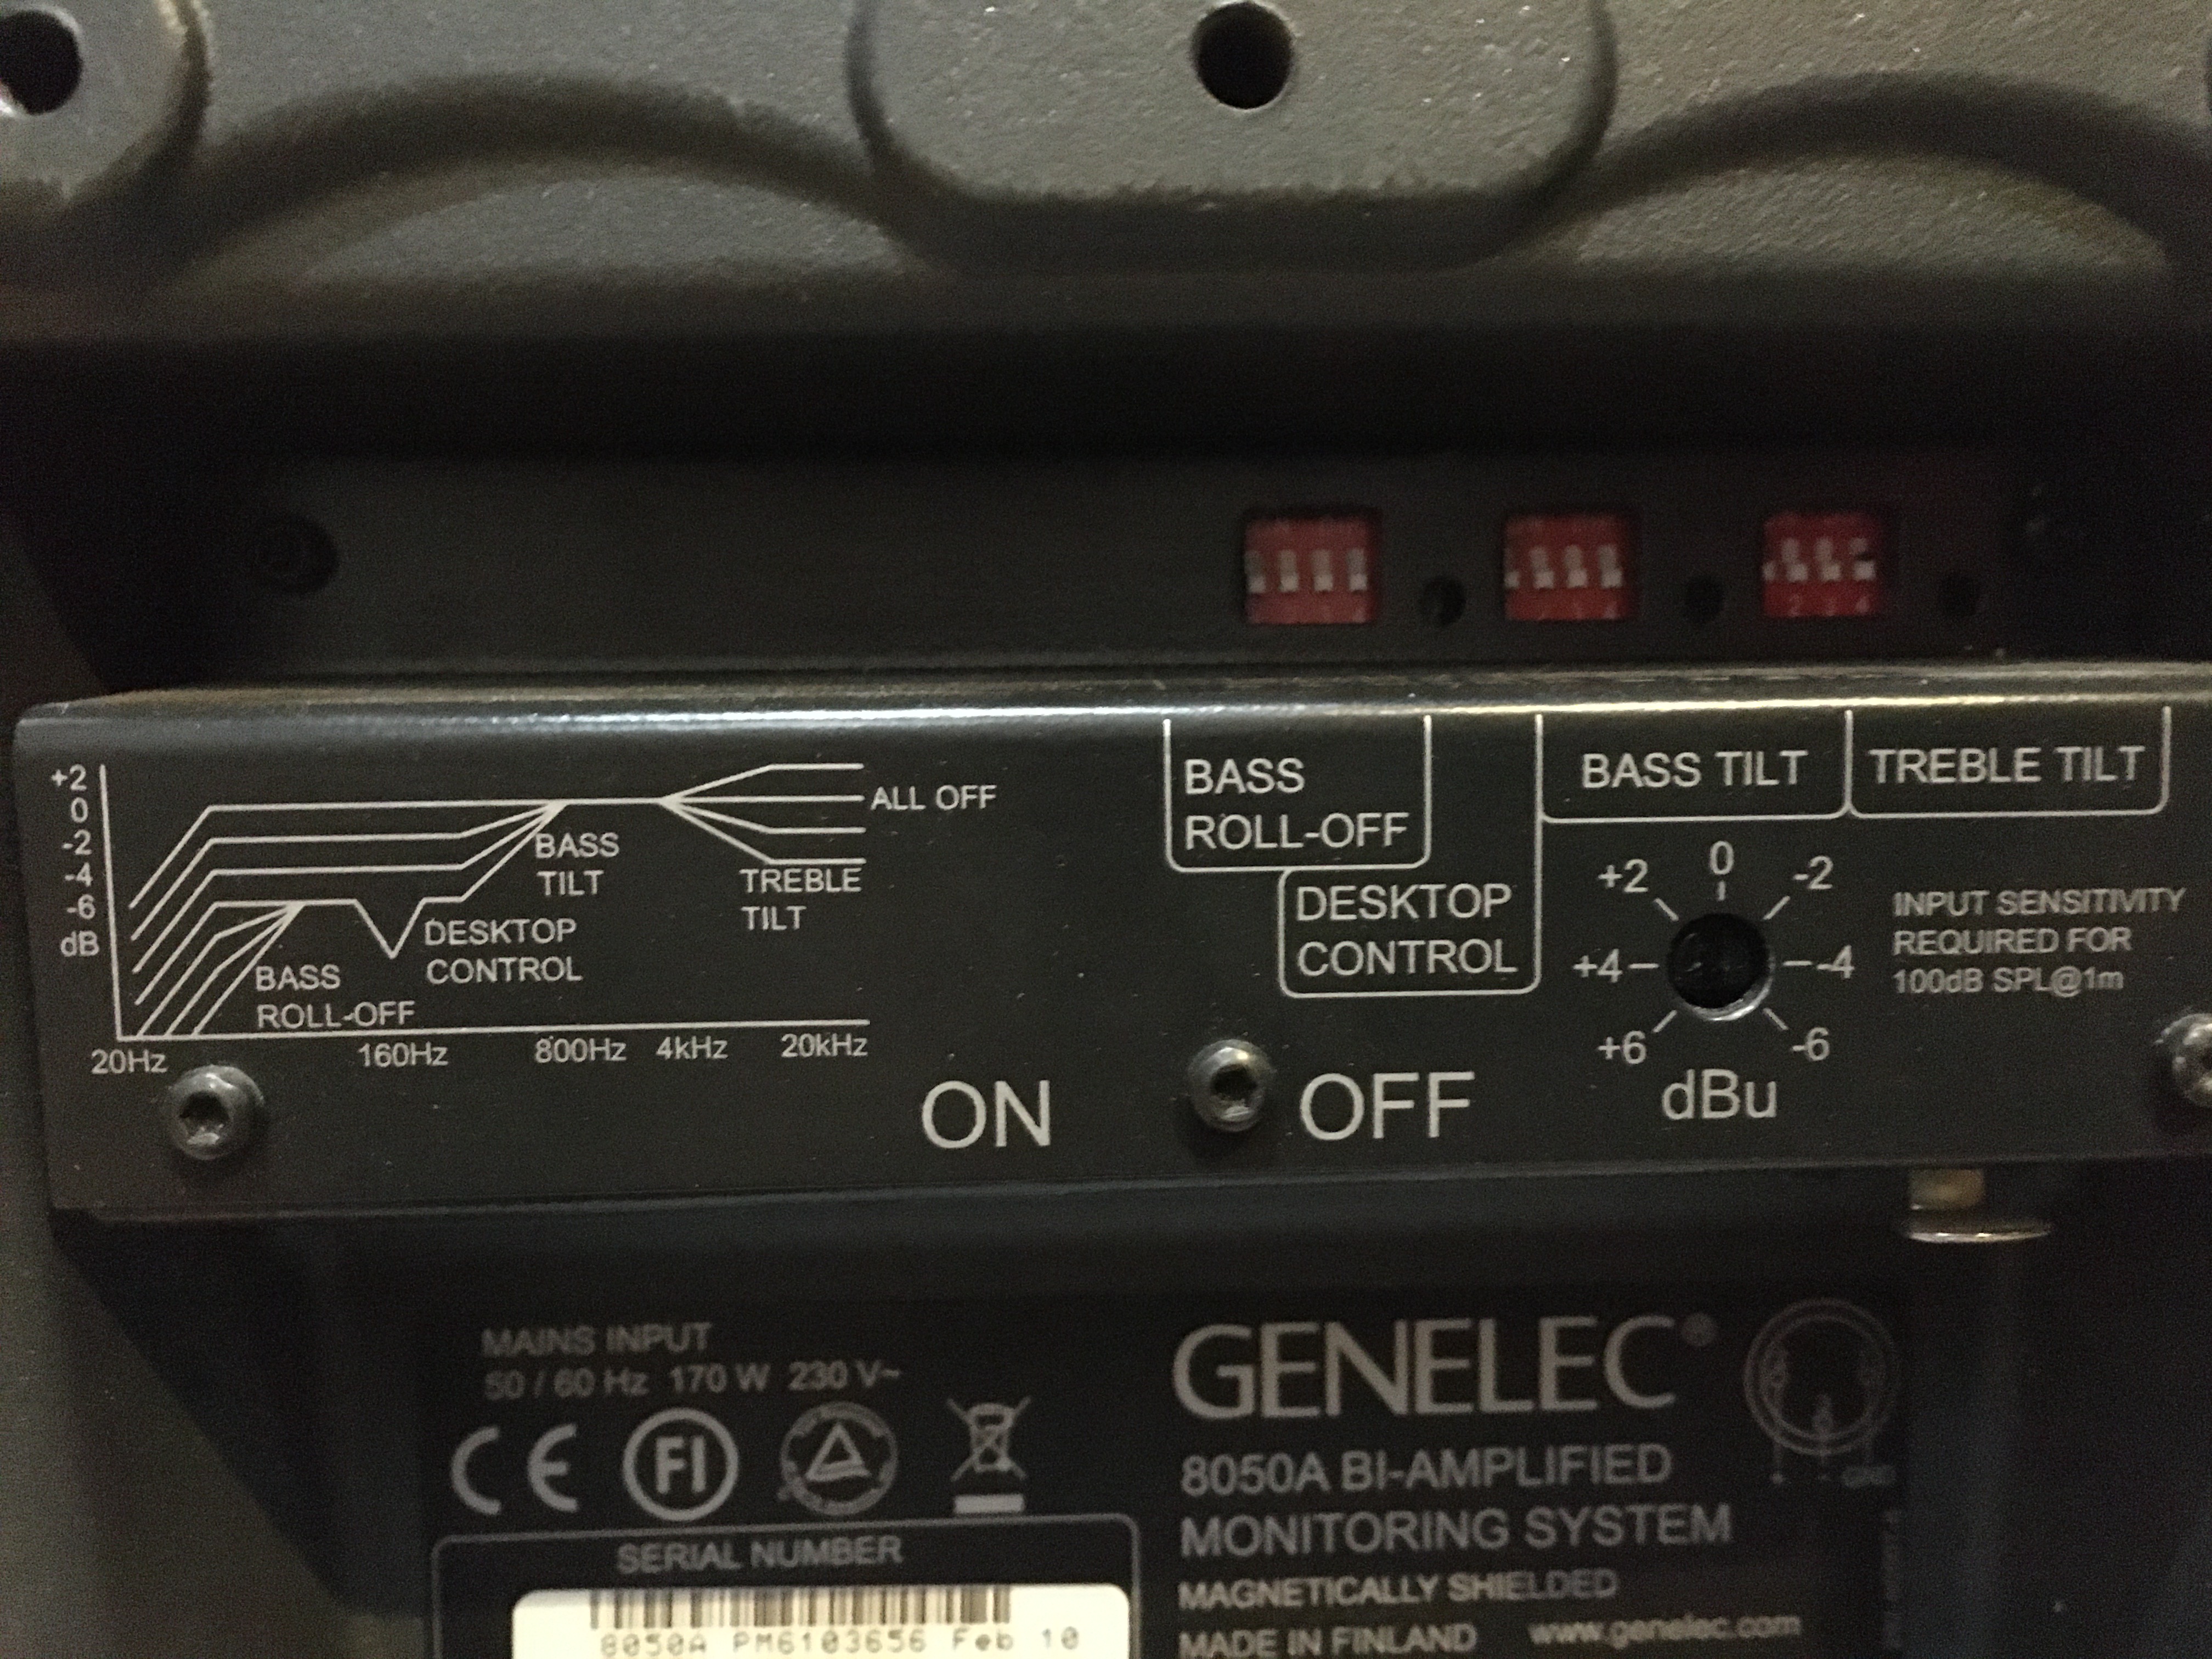 2 3 4
+2
0
-2
-4
-6
dB
ALL OFF
BASS
TILT
TREBLE
TILT
DESKTOP
CONTROL
BASS
ROLL-OFF
20Hz 160Hz 800Hz 4kHz 20kHz
ON
OFF
BASS
ROLL-OFF
DESKTOP
CONTROL
BASS TILT
TREBLE TILT
+2 0 -2
+4 -4
+6 -6
dBu
INPUT SENSITIVITY
REQUIRED FOR
100dB SPL@1m
MAINS INPUT
50 / 60 Hz 170 W 230 V~
CE FI
SERIAL NUMBER
8050A PM6103656 Feb 10
GENELEC®
8050A BI-AMPLIFIED
MONITORING SYSTEM
MAGNETICALLY SHIELDED
MADE IN FINLAND www.genelec.com